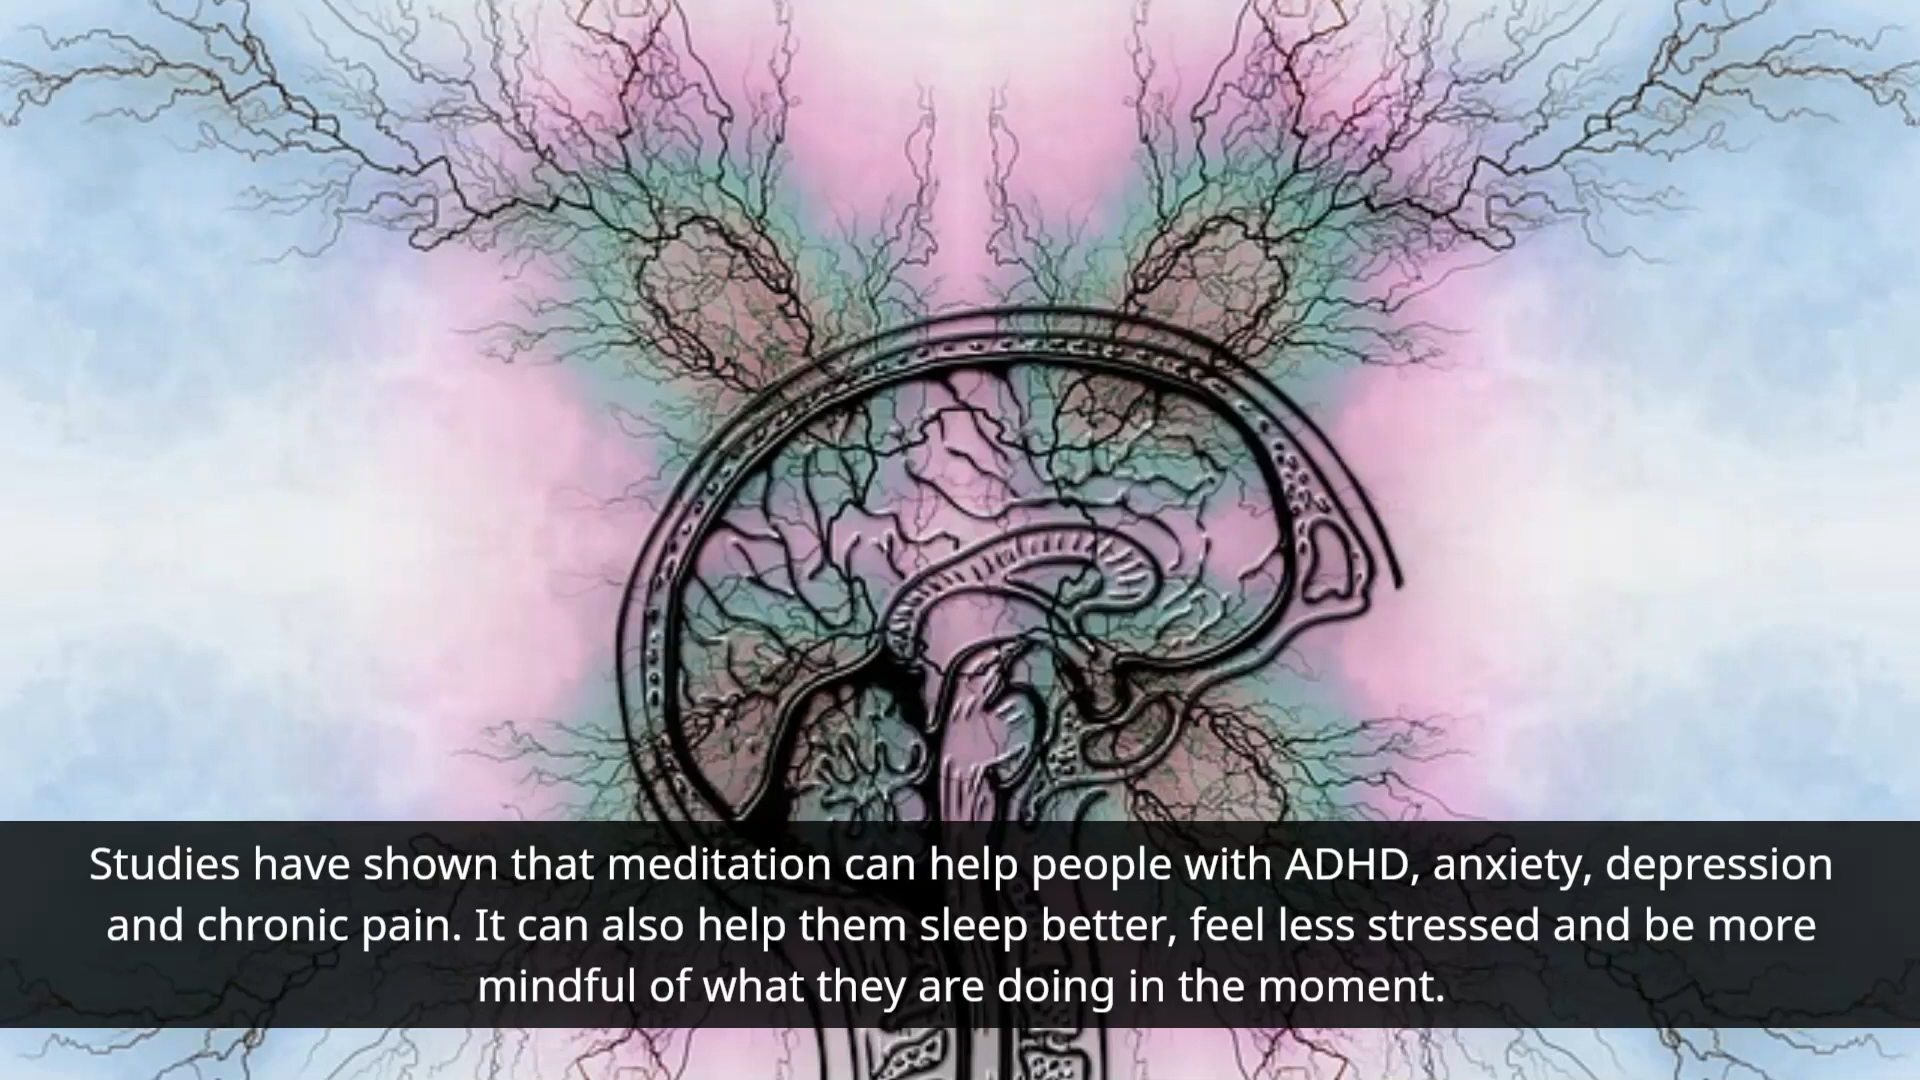 Studies have shown that meditation can help people with ADHD, anxiety, depression
and chronic pain. It can also help them sleep better, feel less stressed and be more
mindful of what they are doing in the moment.